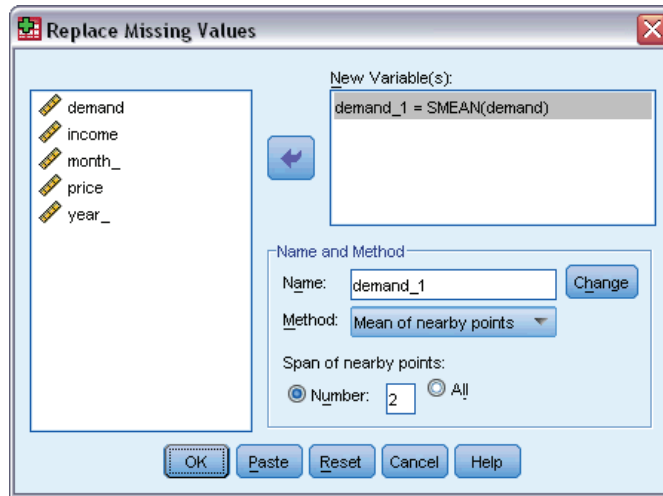 Replace Missing Values
demand
income
month_
price
year_
New Variable(s):
demand_1 = SMEAN(demand)
Name and Method
Name: demand_1 Change
Method: Mean of nearby points
Span of nearby points:
Number: 2 All
OK Paste Reset Cancel Help